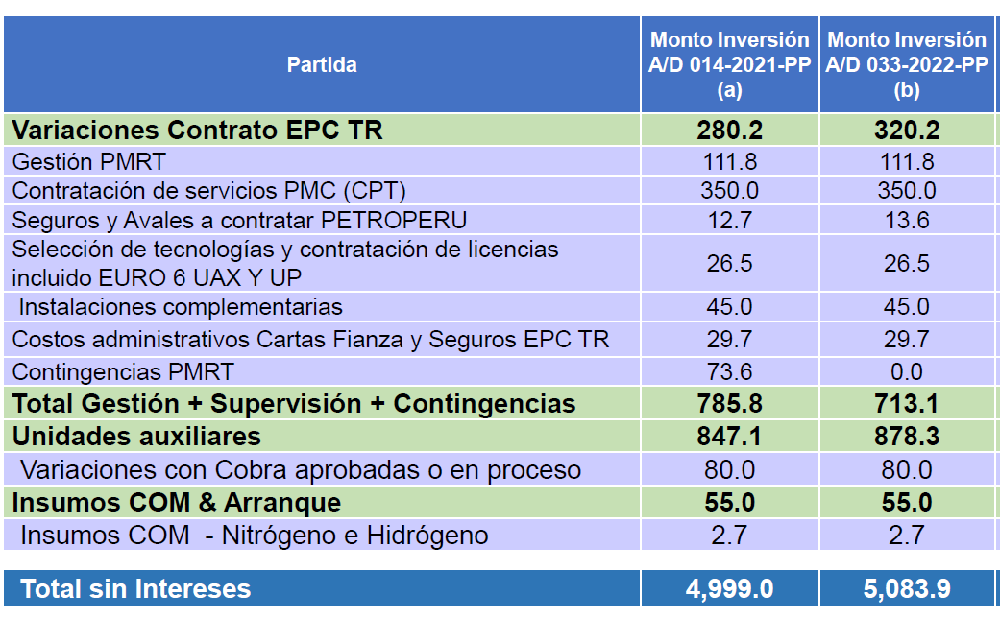 Partida Monto Inversión A/D 014-2021-PP (a) Monto Inversión A/D 033-2022-PP (b)
Variaciones Contrato EPC TR 280.2 320.2
Gestión PMRT 111.8 111.8
Contratación de servicios PMC (CPT) 350.0 350.0
Seguros y Avales a contratar PETROPERU 12.7 13.6
Selección de tecnologías y contratación de licencias
incluido EURO 6 UAX Y UP 26.5 26.5
Instalaciones complementarias 45.0 45.0
Costos administrativos Cartas Fianza y Seguros EPC TR 29.7 29.7
Contingencias PMRT 73.6 0.0
Total Gestión + Supervisión + Contingencias 785.8 713.1
Unidades auxiliares 847.1 878.3
Variaciones con Cobra aprobadas o en proceso 80.0 80.0
Insumos COM & Arranque 55.0 55.0
Insumos COM - Nitrógeno e Hidrógeno 2.7 2.7
Total sin Intereses 4,999.0 5,083.9